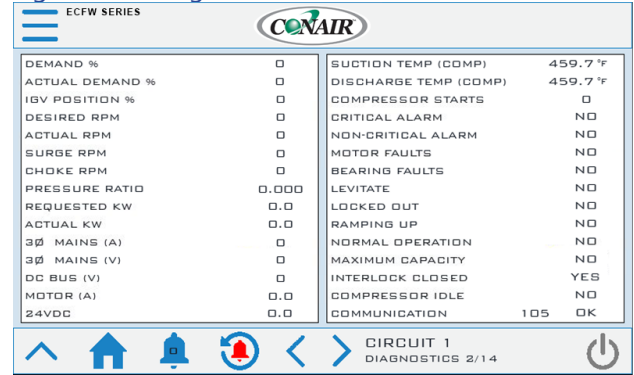 ECFW SERIES
CONAIR
DEMAND % 0
ACTUAL DEMAND % 0
IGV POSITION % 0
DESIRED RPM 0
ACTUAL RPM 0
SURGE RPM 0
CHOKE RPM 0
PRESSURE RATIO 0.000
REQUESTED KW 0.0
ACTUAL KW 0.0
3Ø MAINS (A) 0
3Ø MAINS (V) 0
DC BUS (V) 0
MOTOR (A) 0.0
24VDC 0.0
SUCTION TEMP (COMP) 459.7 °F
DISCHARGE TEMP (COMP) 459.7 °F
COMPRESSOR STARTS 0
CRITICAL ALARM NO
NON-CRITICAL ALARM NO
MOTOR FAULTS NO
BEARING FAULTS NO
LEVITATE NO
LOCKED OUT NO
RAMPING UP NO
NORMAL OPERATION NO
MAXIMUM CAPACITY NO
INTERLOCK CLOSED YES
COMPRESSOR IDLE NO
COMMUNICATION 105 OK
0
CIRCUIT 1
DIAGNOSTICS 2/14